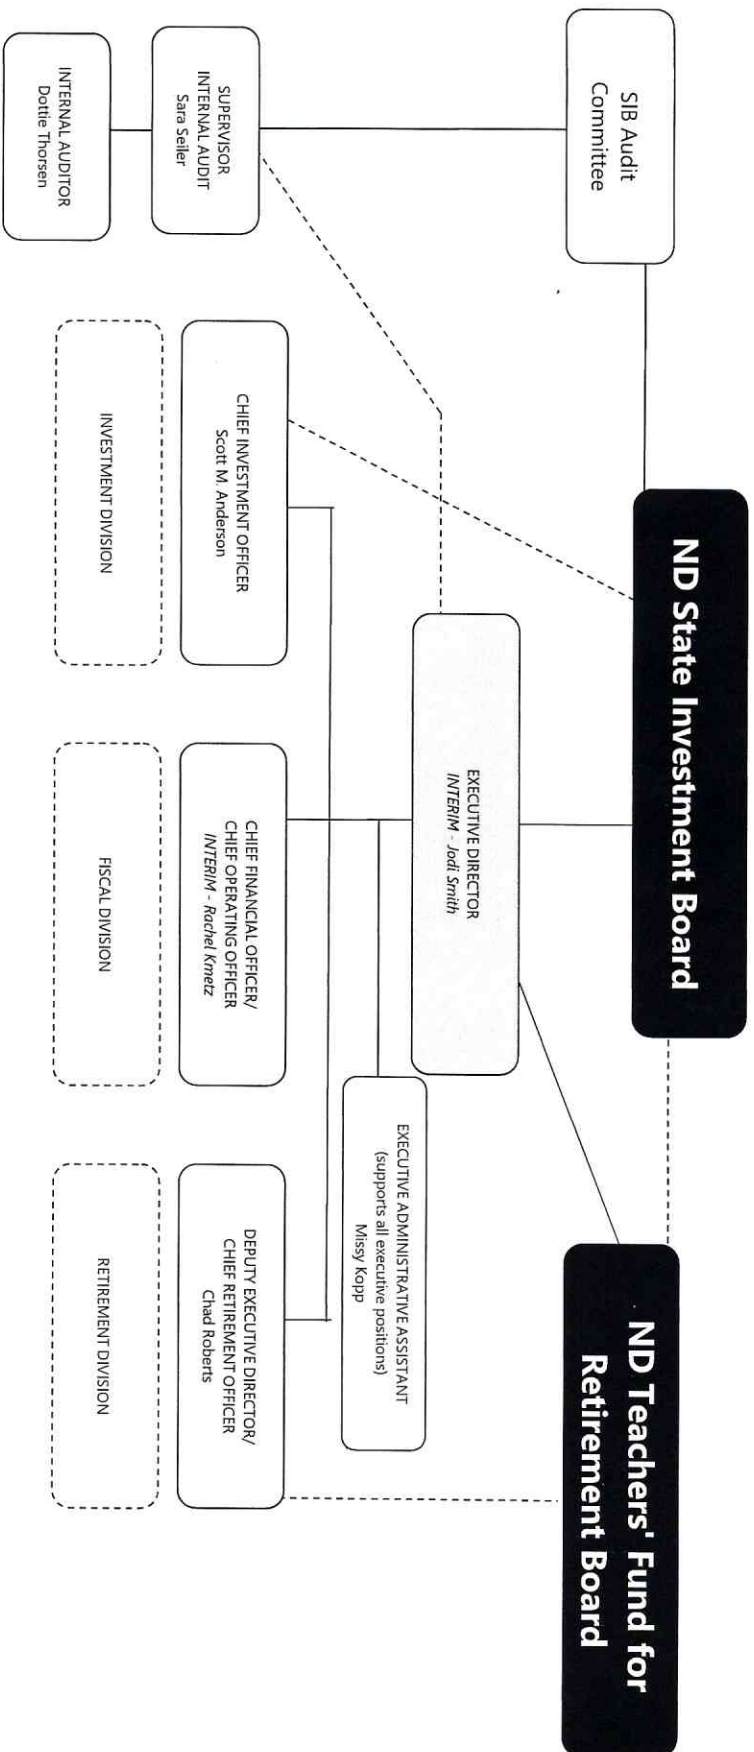 ND State Investment Board
ND Teachers' Fund for
Retirement Board
SIB Audit
Committee
EXECUTIVE DIRECTOR
INTERIM - Jodi Smith
EXECUTIVE ADMINISTRATIVE ASSISTANT
(supports all executive positions)
Missy Kopp
SUPERVISOR
INTERNAL AUDIT
Sara Seiler
CHIEF INVESTMENT OFFICER
Scott M. Anderson
CHIEF FINANCIAL OFFICER/
CHIEF OPERATING OFFICER
INTERIM - Rachel Kmetz
DEPUTY EXECUTIVE DIRECTOR/
CHIEF RETIREMENT OFFICER
Chad Roberts
INTERNAL AUDITOR
Dottie Thorsen
INVESTMENT DIVISION
FISCAL DIVISION
RETIREMENT DIVISION